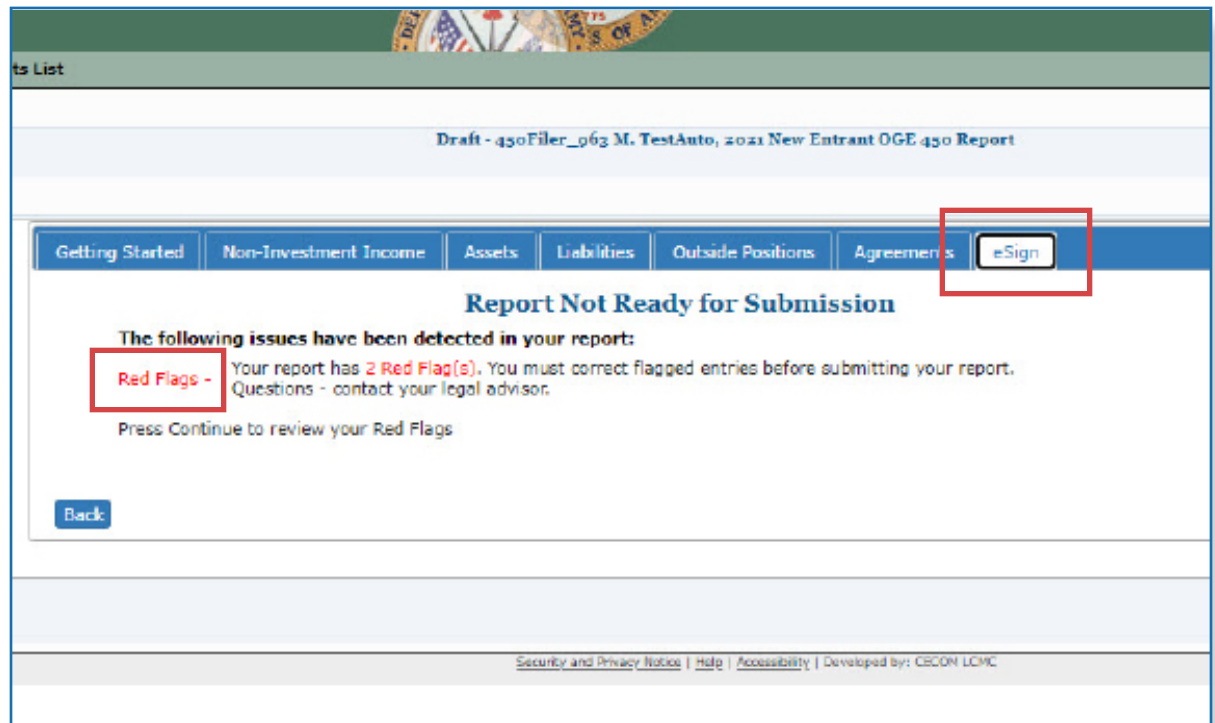 DEP
775
MY
S OF A
ts List
Draft - 450Filer_963 M. TestAuto, 2021 New Entrant OGE 450 Report
Getting Started Non-Investment Income Assets Liabilities Outside Positions Agreements eSign
Report Not Ready for Submission
The following issues have been detected in your report:
Red Flags - Your report has 2 Red Flag(s). You must correct flagged entries before submitting your report.
Questions - contact your legal advisor.
Press Continue to review your Red Flags
Back
Security and Privacy Notice | Help | Accessibility | Developed by: CECOM LCMC